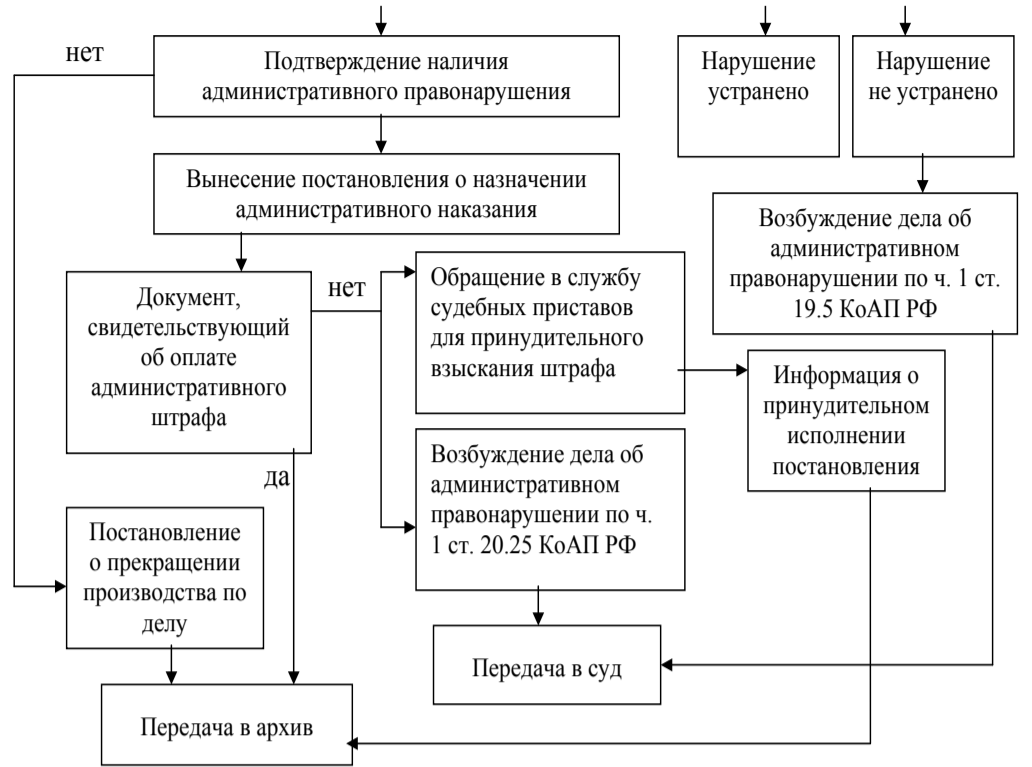 нет
Подтверждение наличия
административного правонарушения
Нарушение
устранено
Нарушение
не устранено
Вынесение постановления о назначении
административного наказания
Возбуждение дела об
административном
правонарушении по ч. 1 ст.
19.5 КоАП РФ
Документ,
свидетельствующий
об оплате
административного
штрафа
нет
Обращение в службу
судебных приставов
для принудительного
взыскания штрафа
Информация о
принудительном
исполнении
постановления
Возбуждение дела об
административном
правонарушении по ч.
1 ст. 20.25 КоАП РФ
да
Постановление
о прекращении
производства по
делу
Передача в суд
Передача в архив